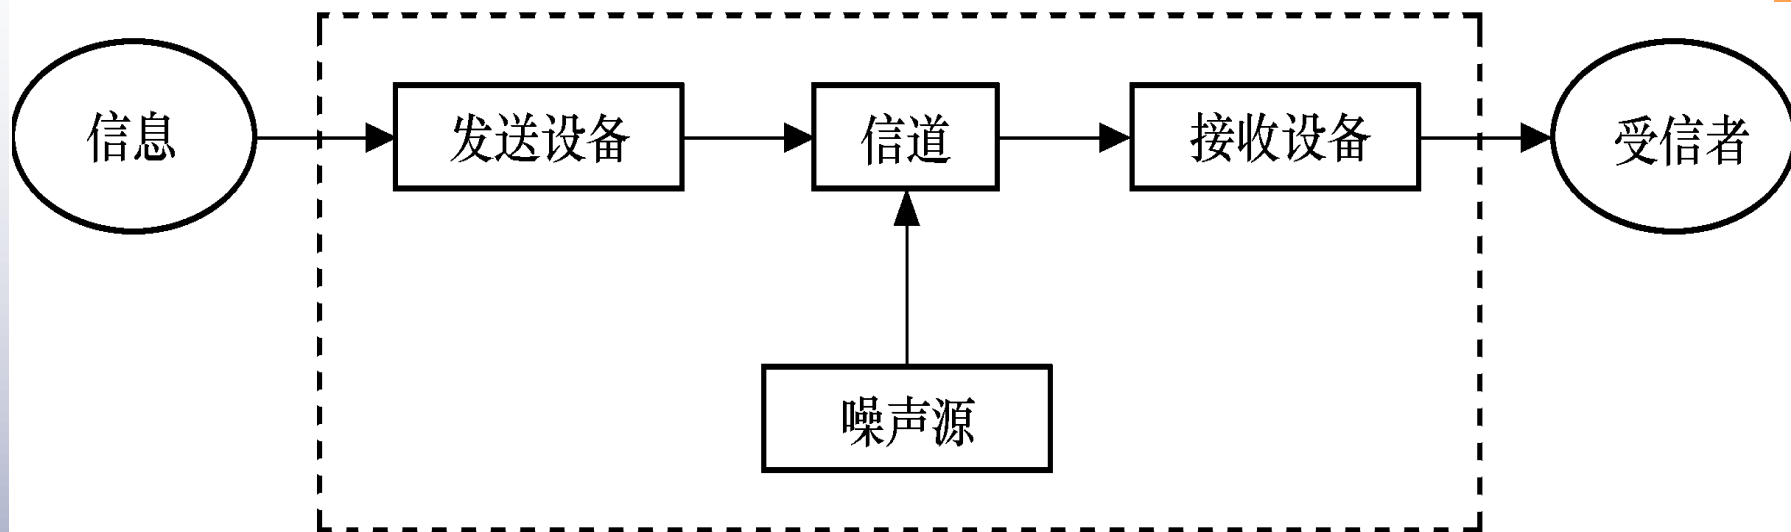 信息
发送设备
信道
接收设备
受信者
噪声源